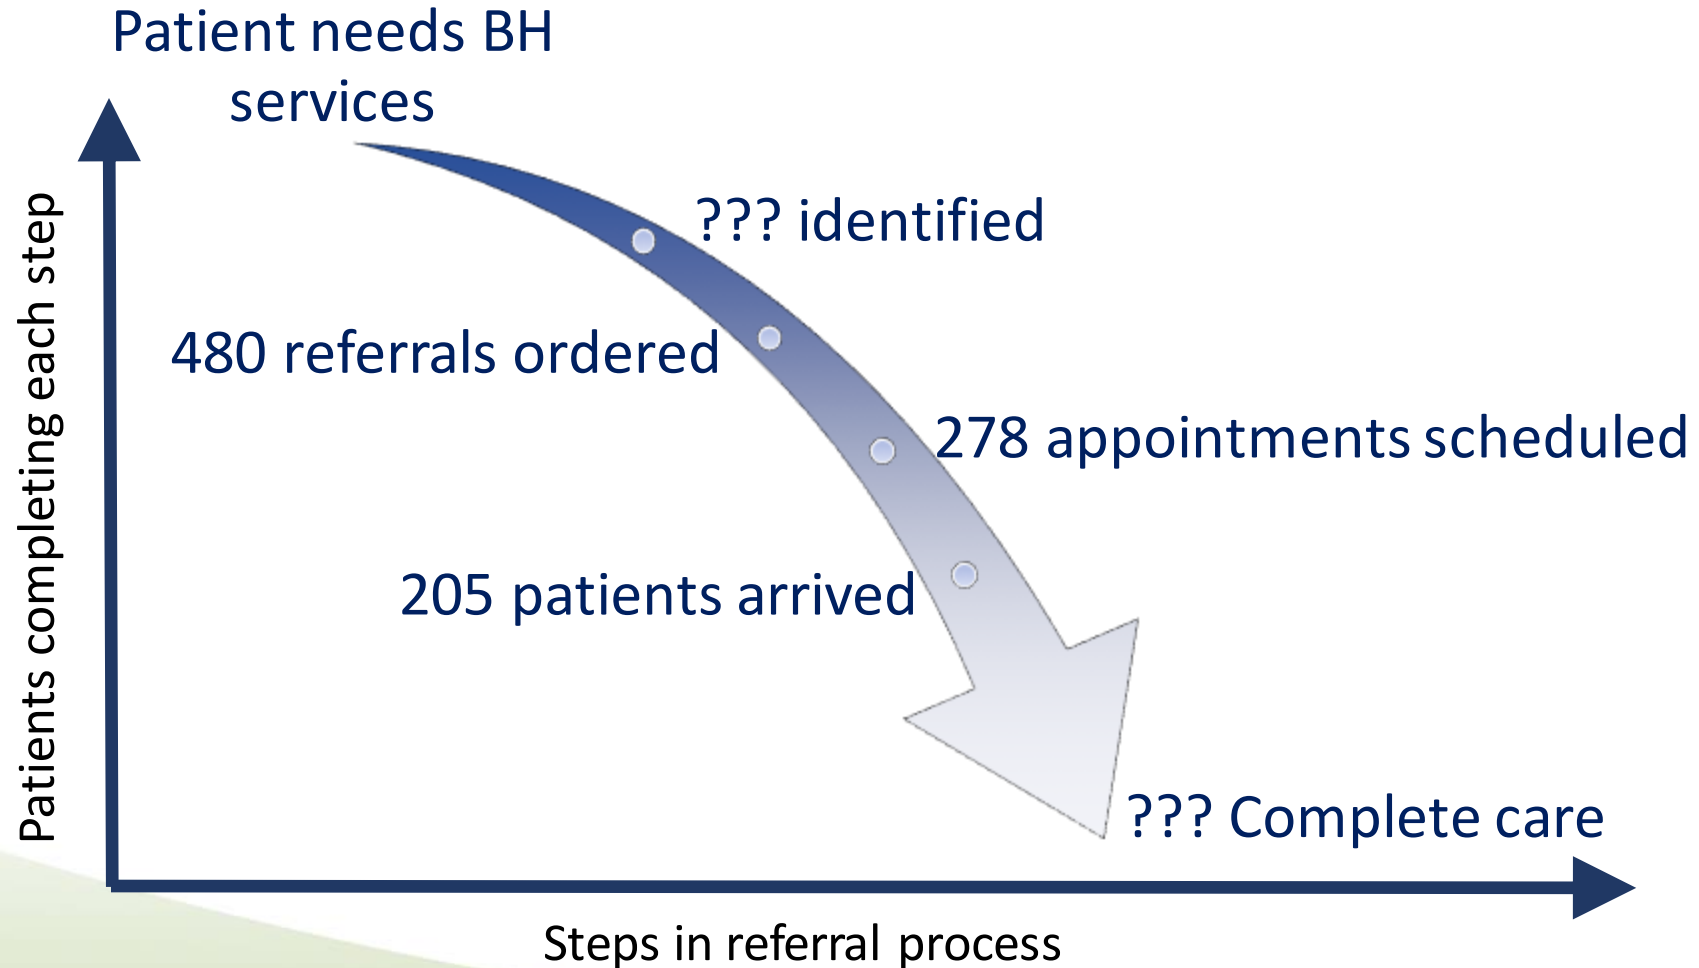 Patient needs BH
services
??? identified
480 referrals ordered
278 appointments scheduled
205 patients arrived
??? Complete care
Patients completing each step
Steps in referral process